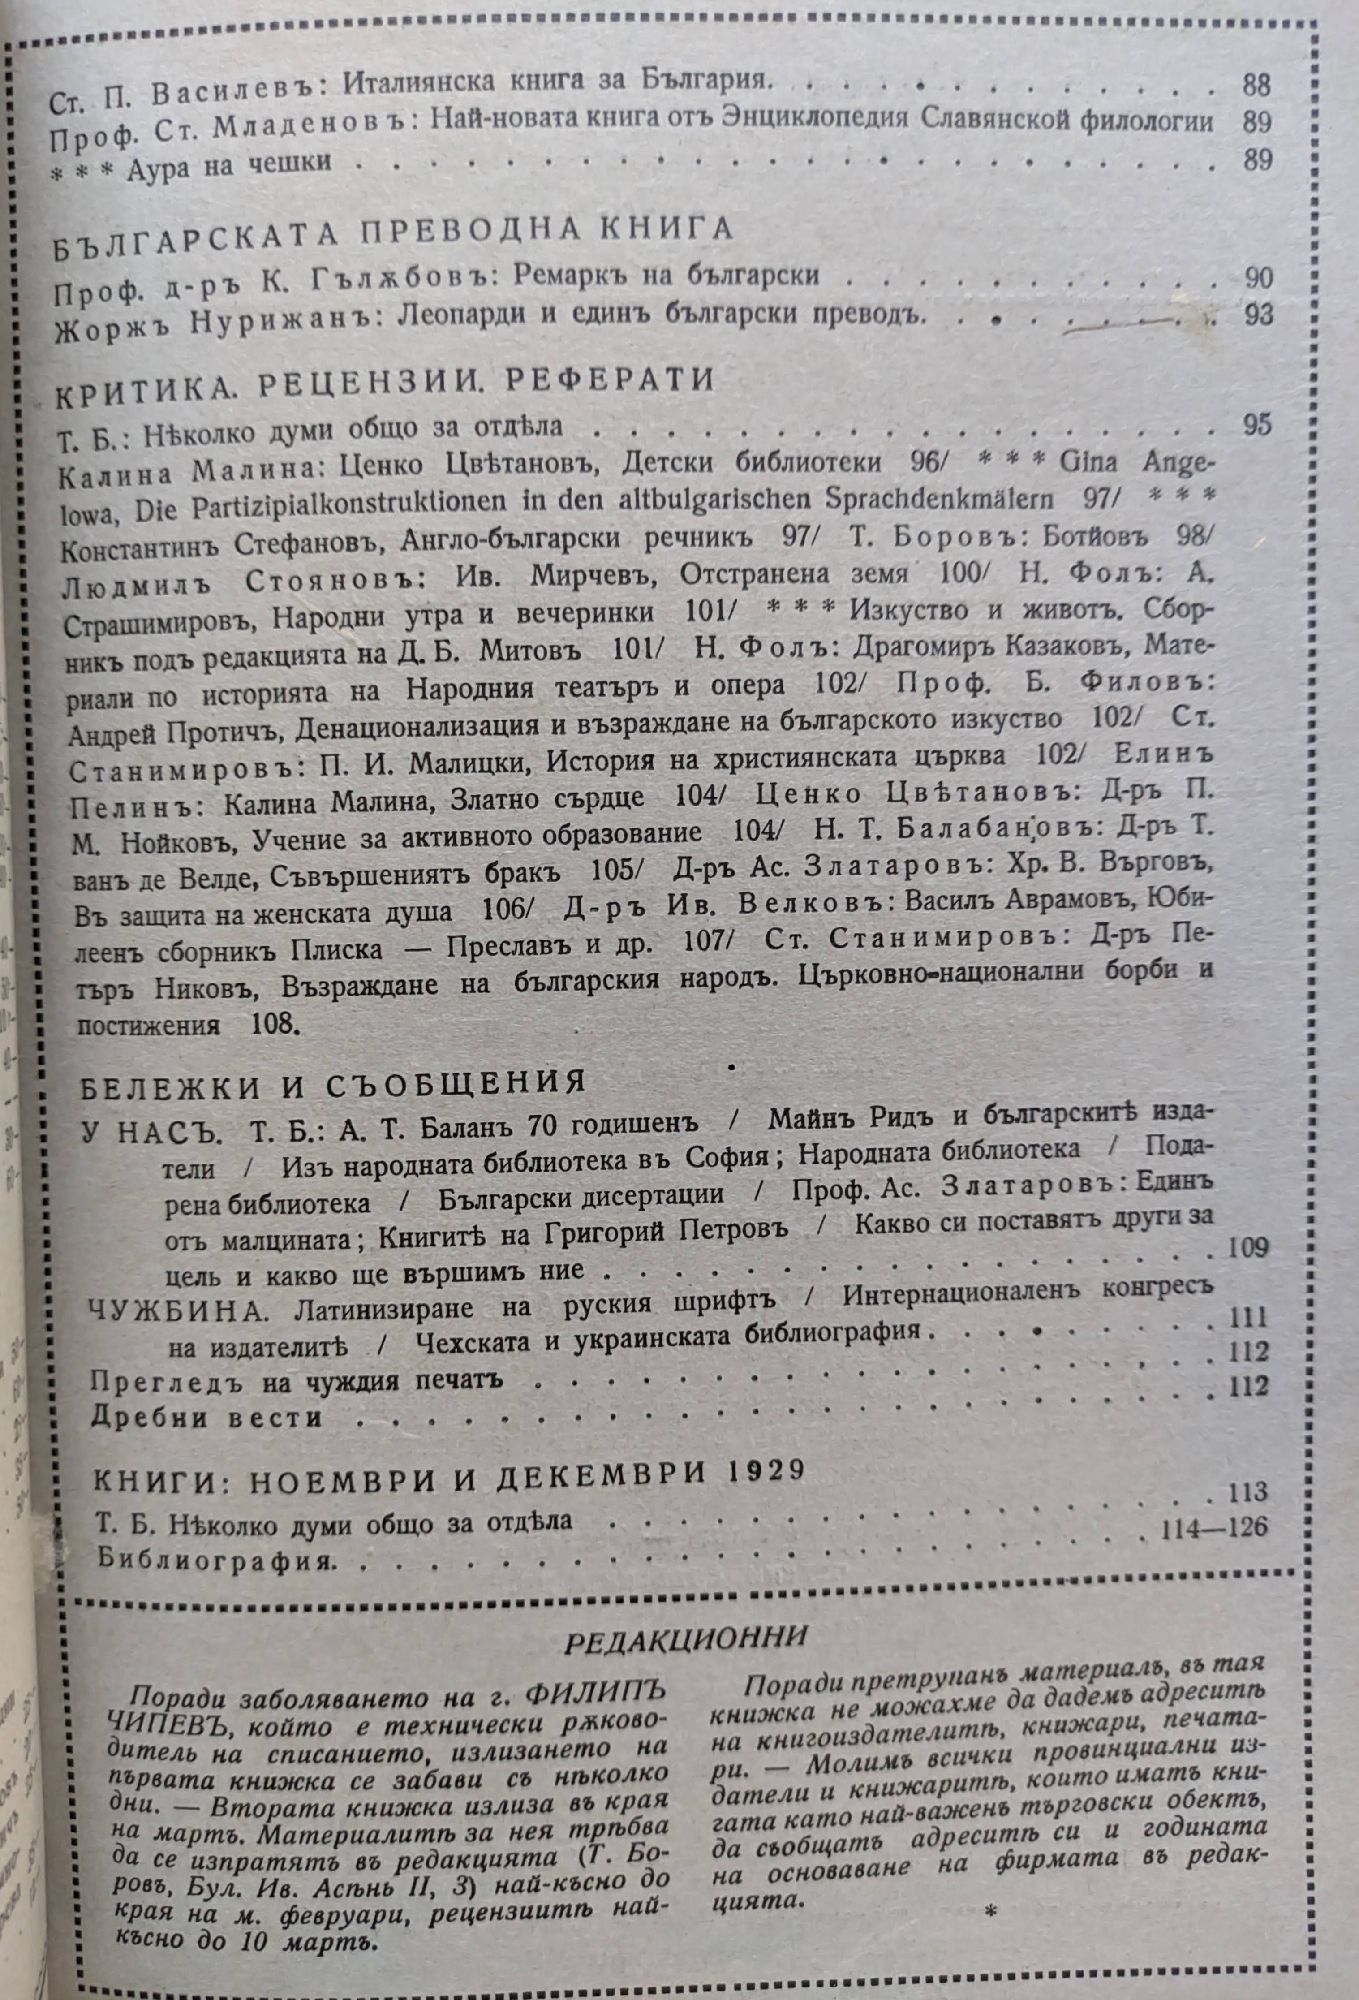 Ст. П. Василевъ: Италиянска книга за България. . . . . . . . . . . . . 88
Проф. Ст. Младеновъ: Най-новата книга отъ Энциклопедия Славянской филологии 89
* * * Аура на чешки . . . . . . . . . . . . . . . . . . . . . . . . 89
БЪЛГАРСКАТА ПРЕВОДНА КНИГА
Проф. д-ръ К. Гълѫбовъ: Ремаркъ на български . . . . . . . . . . . . . 90
Жоржъ Нурижанъ: Леопарди и единъ български преводъ. . . . . . . . . 93
КРИТИКА. РЕЦЕНЗИИ. РЕФЕРАТИ
Т. Б.: Нѣколко думи общо за отдѣла . . . . . . . . . . . . . . . . . . 95
Калина Малина: Ценко Цвѣтановъ, Детски библиотеки 96/ * * * Gina Ange-
lowa, Die Partizipialkonstruktionen in den altbulgarischen Sprachdenkmälern 97/ * * *
Константинъ Стефановъ, Англо-български речникъ 97/ Т. Боровъ: Ботйовъ 98/
Людмилъ Стояновъ: Ив. Мирчевъ, Отстранена земя 100/ Н. Фолъ: А.
Страшимировъ, Народни утра и вечеринки 101/ * * * Изкуство и животъ. Сбор-
никъ подъ редакцията на Д. Б. Митовъ 101/ Н. Фолъ: Драгомиръ Казаковъ, Мате-
риали по историята на Народния театъръ и опера 102/ Проф. Б. Филовъ:
Андрей Протичъ, Денационализация и възраждане на българското изкуство 102/ Ст.
Станимировъ: П. И. Малицки, История на християнската църква 102/ Елинъ
Пелинъ: Калина Малина, Златно сърдце 104/ Ценко Цвѣтановъ: Д-ръ П.
М. Нойковъ, Учение за активното образование 104/ Н. Т. Балабановъ: Д-ръ Т.
ванъ де Велде, Съвършениятъ бракъ 105/ Д-ръ Ас. Златаровъ: Хр. В. Върговъ,
Въ защита на женската душа 106/ Д-ръ Ив. Велковъ: Василъ Аврамовъ, Юби-
леенъ сборникъ Плиска — Преславъ и др. 107/ Ст. Станимировъ: Д-ръ Пе-
търъ Никовъ, Възраждане на българския народъ. Църковно-национални борби и
постижения 108.
БЕЛЕЖКИ И СЪОБЩЕНИЯ
У НАСЪ. Т. Б.: А. Т. Баланъ 70 годишенъ / Майнъ Ридъ и българскитѣ изда-
тели / Изъ народната библиотека въ София; Народната библиотека / Пода-
рена библиотека / Български дисертации / Проф. Ас. Златаровъ: Единъ
отъ малцината; Книгитѣ на Григорий Петровъ / Какво си поставятъ други за
цель и какво ще вършимъ ние . . . . . . . . . . . . . . . . . 109
ЧУЖБИНА. Латинизиране на руския шрифтъ / Интернационаленъ конгресъ
на издателитѣ / Чехската и украинската библиография. . . . . . . . . 111
Прегледъ на чуждия печатъ . . . . . . . . . . . . . . . . . . . 112
Дребни вести . . . . . . . . . . . . . . . . . . . . . . . . 112
КНИГИ: НОЕМВРИ И ДЕКЕМВРИ 1929
Т. Б. Нѣколко думи общо за отдѣла . . . . . . . . . . . . . . . . . 113
Библиография. . . . . . . . . . . . . . . . . . . . . . . 114—126
РЕДАКЦИОННИ
Поради заболяването на г. ФИЛИПЪ
ЧИПЕВЪ, който е технически рѫково-
дитель на списанието, излизането на
първата книжка се забави съ нѣколко
дни. — Втората книжка излиза въ края
на мартъ. Материалитѣ за нея трѣбва
да се изпратятъ въ редакцията (Т. Бо-
ровъ, Бул. Ив. Асѣнь II, 3) най-късно до
края на м. февруари, рецензиитѣ най-
късно до 10 мартъ.
Поради претрупанъ материалъ, въ тая
книжка не можахме да дадемъ адреситѣ
на книгоиздателитѣ, книжари, печата-
ри. — Молимъ всички провинциални из-
датели и книжаритѣ, които иматъ кни-
гата като най-важенъ търговски обектъ,
да съобщатъ адреситѣ си и годината
на основаване на фирмата въ редак-
цията.
*